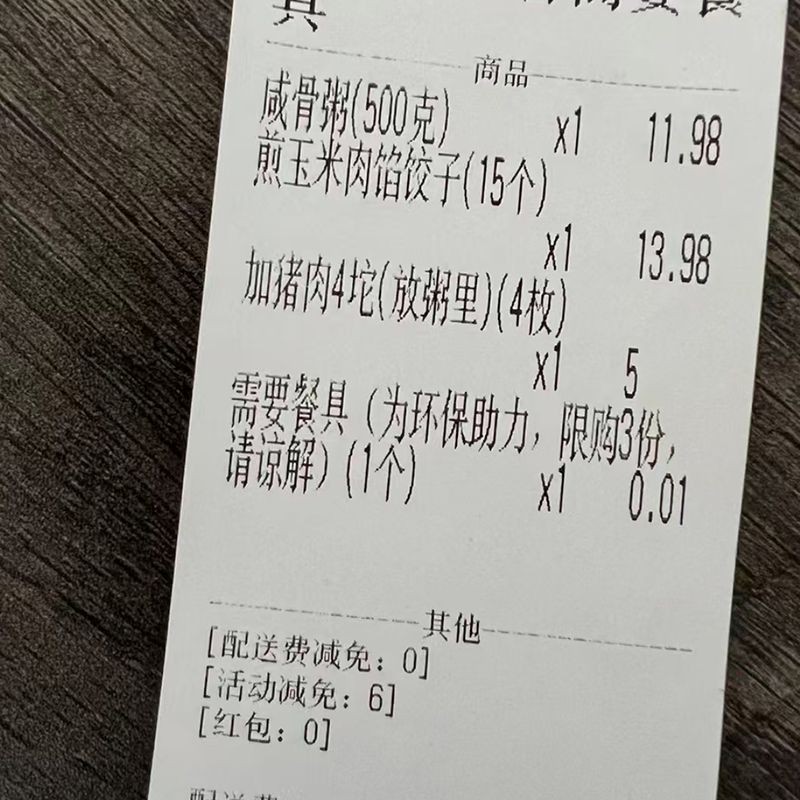 具
商品
咸骨粥(500克) x1 11.98
煎玉米肉馅饺子(15个)
x1 13.98
加猪肉4坨(放粥里)(4枚)
x1 5
需要餐具（为环保助力，限购3份，
请谅解）(1个) x1 0.01
其他
[配送费减免：0]
[活动减免：6]
[红包：0]